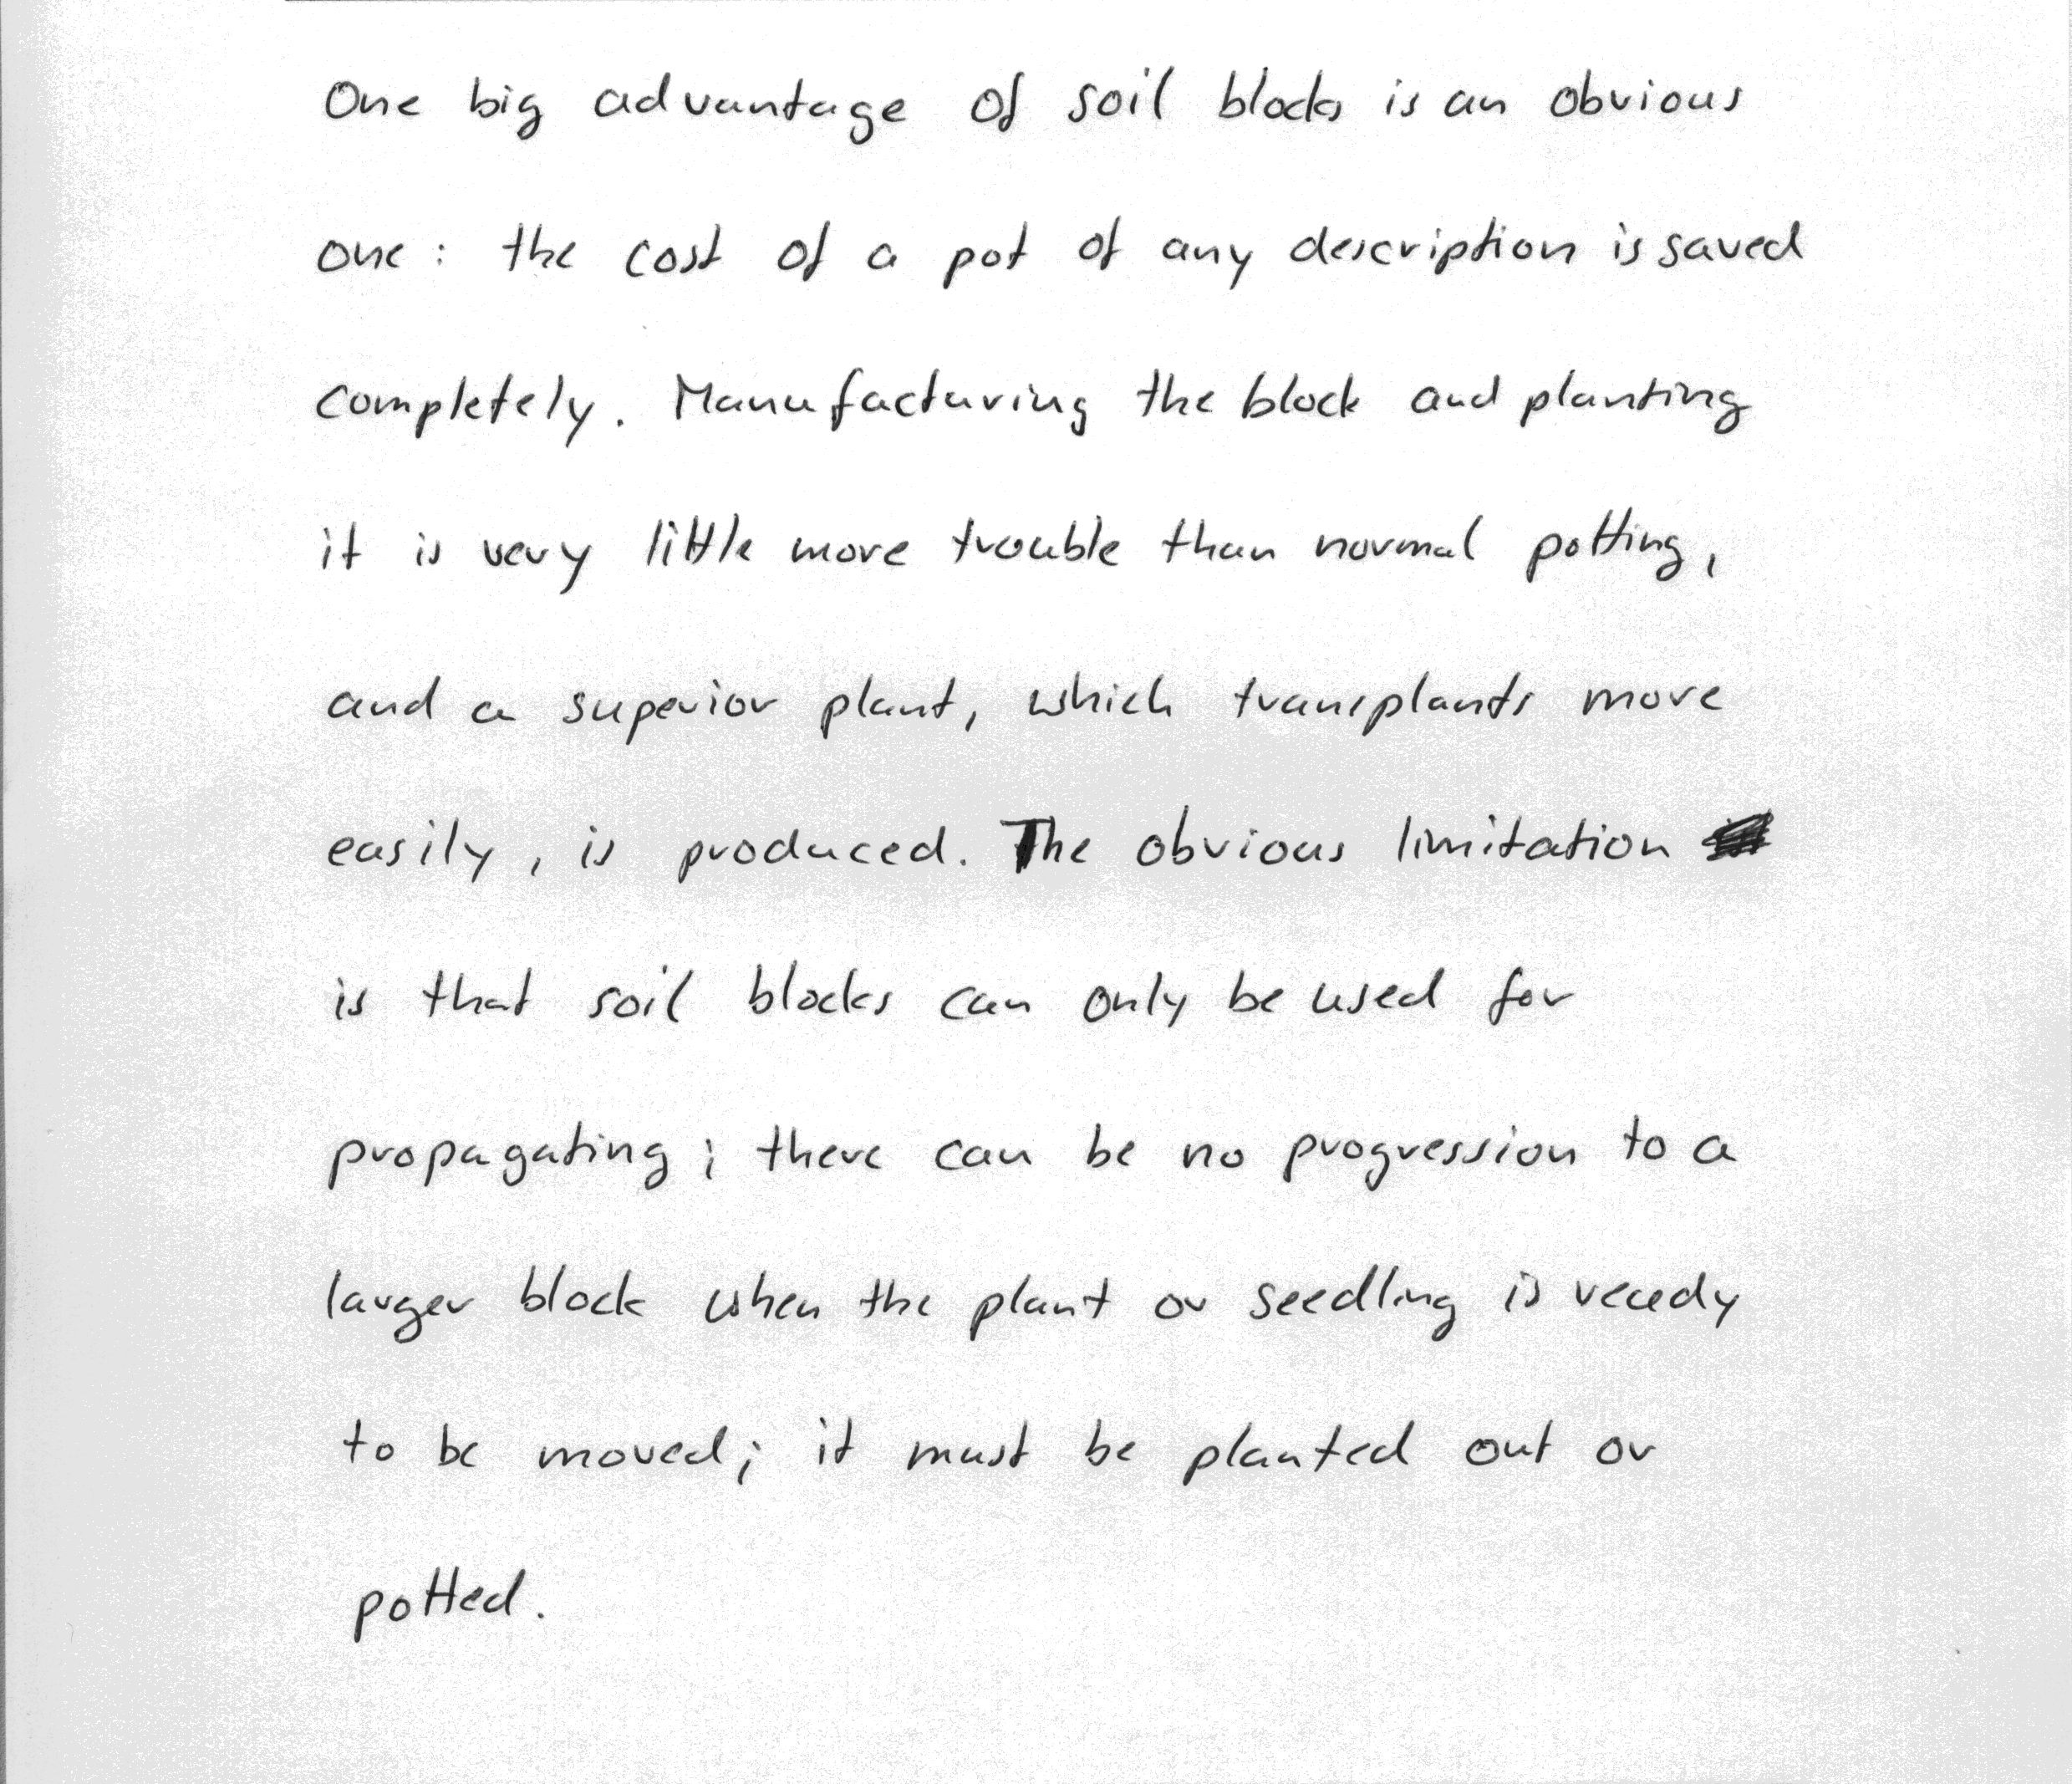 One big advantage of soil blocks is an obvious
one: the cost of a pot of any description is saved
completely. Manufacturing the block and planting
it is very little more trouble than normal potting,
and a superior plant, which transplants more
easily, is produced. The obvious limitation
is that soil blocks can only be used for
propagating; there can be no progression to a
larger block when the plant or seedling is ready
to be moved; it must be planted out or
potted.